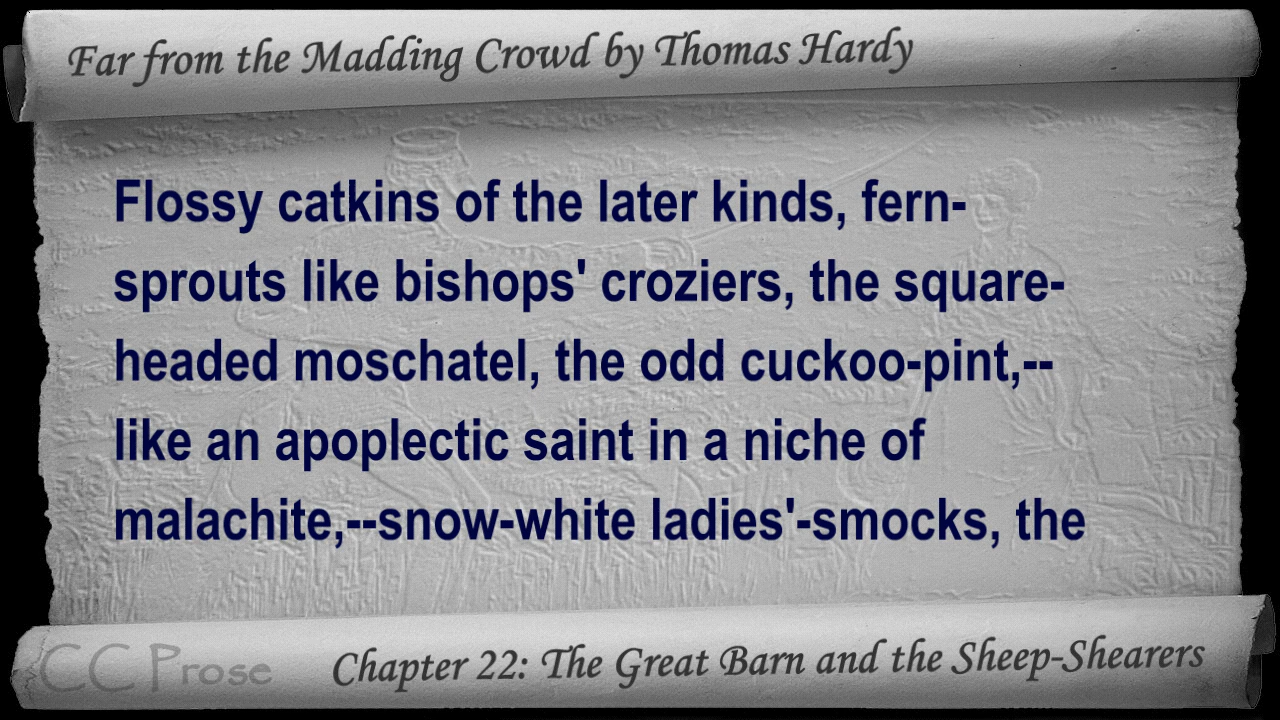 Far from the Madding Crowd by Thomas Hardy
Flossy catkins of the later kinds, fern-
sprouts like bishops' croziers, the square-
headed moschatel, the odd cuckoo-pint,--
like an apoplectic saint in a niche of
malachite,--snow-white ladies'-smocks, the
CC Prose
Chapter 22: The Great Barn and the Sheep-Shearers